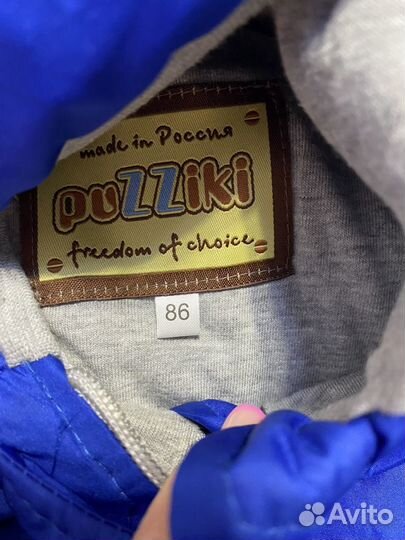 made in Россия
puZZiki
freedom of choice
86
Avito